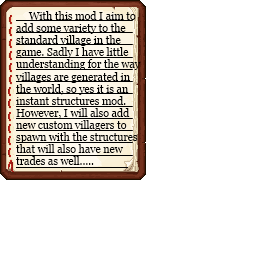 With this mod I aim to
add some variety to the
standard village in the
game. Sadly I have little
understanding for the way
villages are generated in
the world, so yes it is an
instant structures mod.
However, I will also add
new custom villagers to
spawn with the structures
that will also have new
trades as well.....